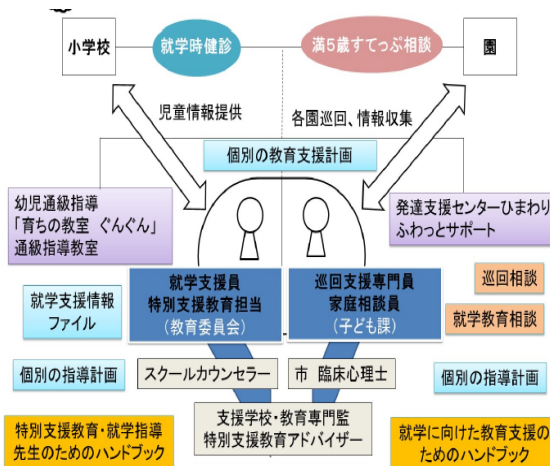 小学校
就学時健診
満5歳すてっぷ相談
園
児童情報提供
各園巡回、情報収集
個別の教育支援計画
幼児通級指導
「育ちの教室 ぐんぐん」
通級指導教室
発達支援センターひまわり
ふわっとサポート
就学支援員
特別支援教育担当
（教育委員会）
巡回支援専門員
家庭相談員
（子ども課）
巡回相談
就学教育相談
就学支援情報
ファイル
個別の指導計画
スクールカウンセラー
市 臨床心理士
個別の指導計画
支援学校・教育専門監
特別支援教育アドバイザー
特別支援教育・就学指導
先生のためのハンドブック
就学に向けた教育支援の
ためのハンドブック